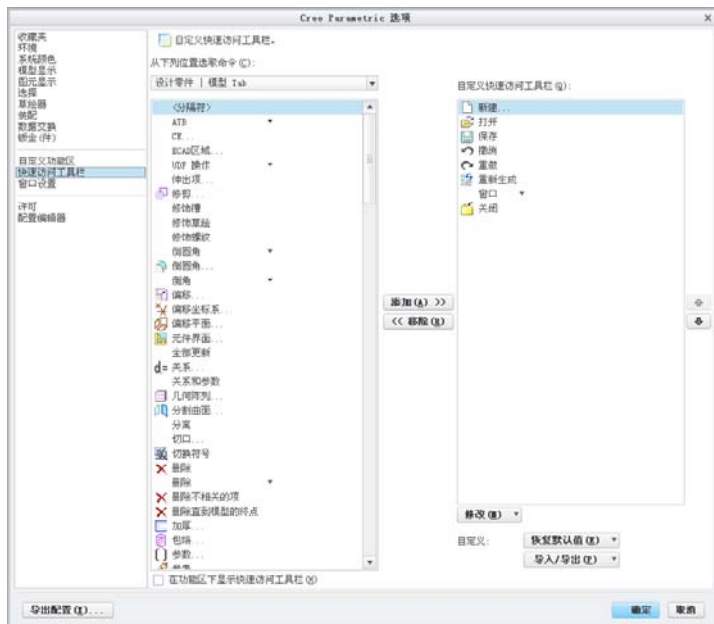 Creo Parametric 选项
收藏夹
环境
系统颜色
模型显示
图元显示
选择
草绘器
装配
数据交换
钣金(件)
自定义功能区
快速访问工具栏
窗口设置
许可
配置编辑器
自定义快速访问工具栏。
从下列位置选取命令(C):
设计零件 | 模型 Tab
<分隔符>
ATB
CK...
ECAD区域...
UDF 操作
伸出项...
修剪...
修饰槽
修饰草绘
修饰螺纹
倒圆角
倒圆角...
倒角
偏移...
偏移坐标系...
偏移平面...
元件界面...
全部更新
d= 关系...
关系和参数
几何阵列...
分割曲面...
分离
切口...
切换符号
删除
删除
删除不相关的项
删除直到模型的终点
加厚...
包络...
参数...
在功能区下显示快速访问工具栏(H)
自定义快速访问工具栏(Q):
新建...
打开
保存
撤消
重做
重新生成
窗口
关闭
添加(A) >>
<< 移除(R)
修改(M)
自定义:
恢复默认值(E)
导入/导出(P)
导出配置(X)...
确定
取消